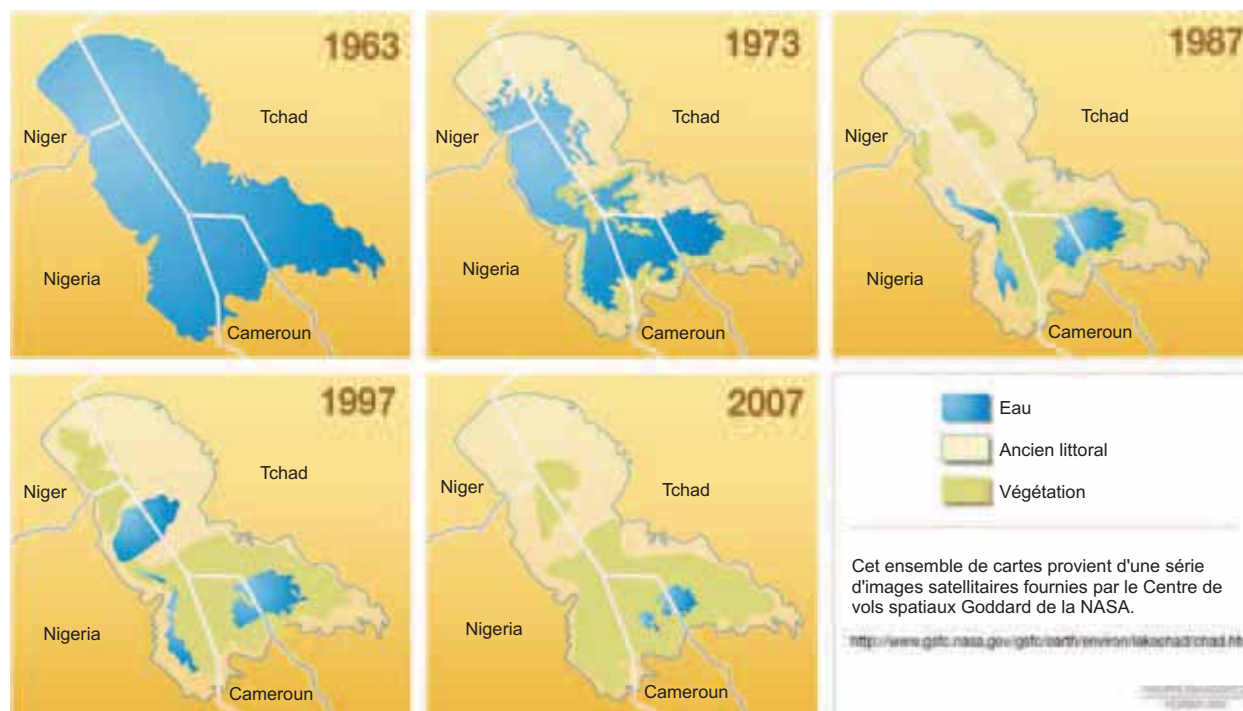 1963
Tchad
Niger
Nigeria
Cameroun
1973
Tchad
Niger
Nigeria
Cameroun
1987
Tchad
Niger
Nigeria
Cameroun
1997
Tchad
Niger
Nigeria
Cameroun
2007
Tchad
Niger
Nigeria
Cameroun
Eau
Ancien littoral
Végétation
Cet ensemble de cartes provient d'une série
d'images satellitaires fournies par le Centre de
vols spatiaux Goddard de la NASA.